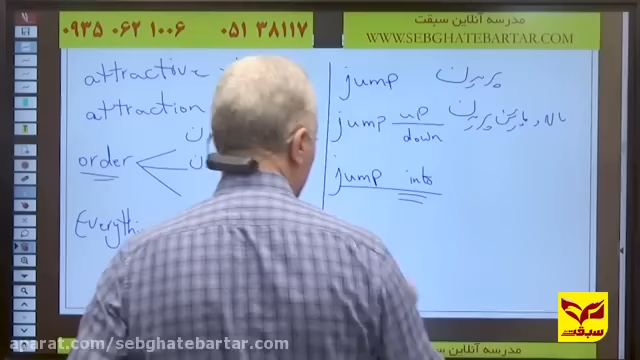 مدرسه آنلاین سبقت
WWW.SEBGHATEBARTAR.COM
۰۹۳۵ ۰۶۲ ۱۰۰۶ ۰۵۱ ۳۸۱۱۷
attractive
attraction
order
Everythi
jump پریدن
jump up بالا و پایین پریدن
down
jump into
سبقت
مدرسه آنلاین سبقت
aparat.com/sebghatebartar.com